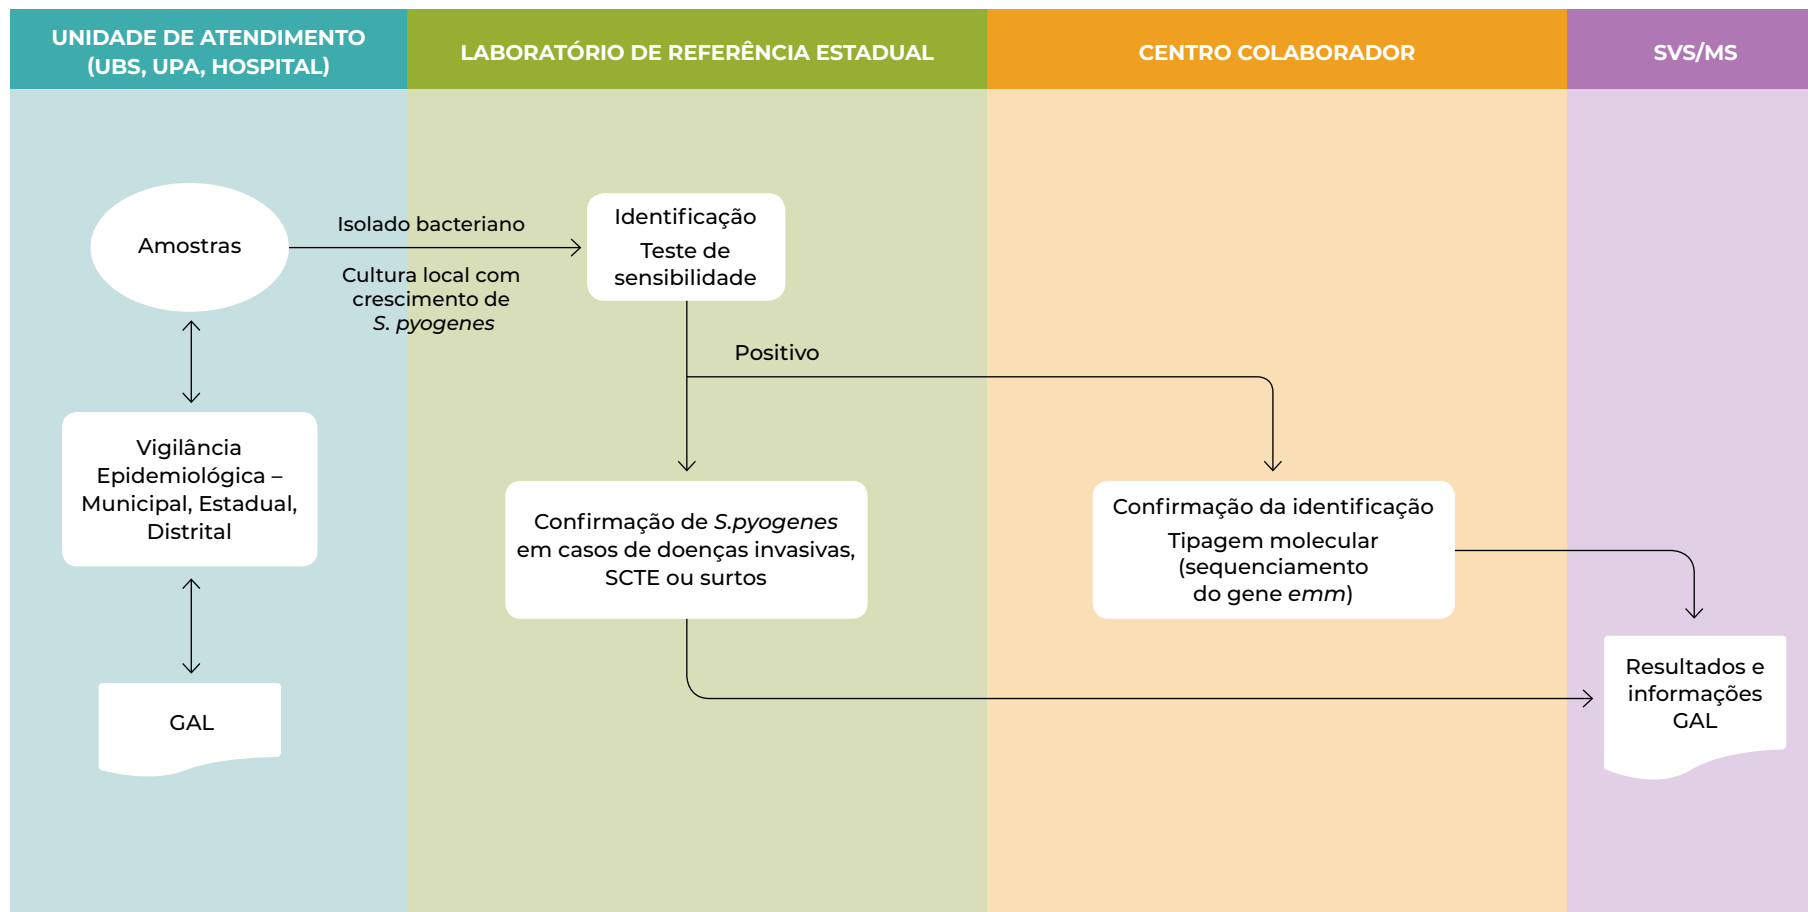 UNIDADE DE ATENDIMENTO
(UBS, UPA, HOSPITAL)
LABORATÓRIO DE REFERÊNCIA ESTADUAL
CENTRO COLABORADOR
SVS/MS
Amostras
Isolado bacteriano
Cultura local com
crescimento de
S. pyogenes
Identificação
Teste de
sensibilidade
Positivo
Vigilância
Epidemiológica –
Municipal, Estadual,
Distrital
Confirmação de S.pyogenes
em casos de doenças invasivas,
SCTE ou surtos
Confirmação da identificação
Tipagem molecular
(sequenciamento
do gene emm)
GAL
Resultados e
informações
GAL